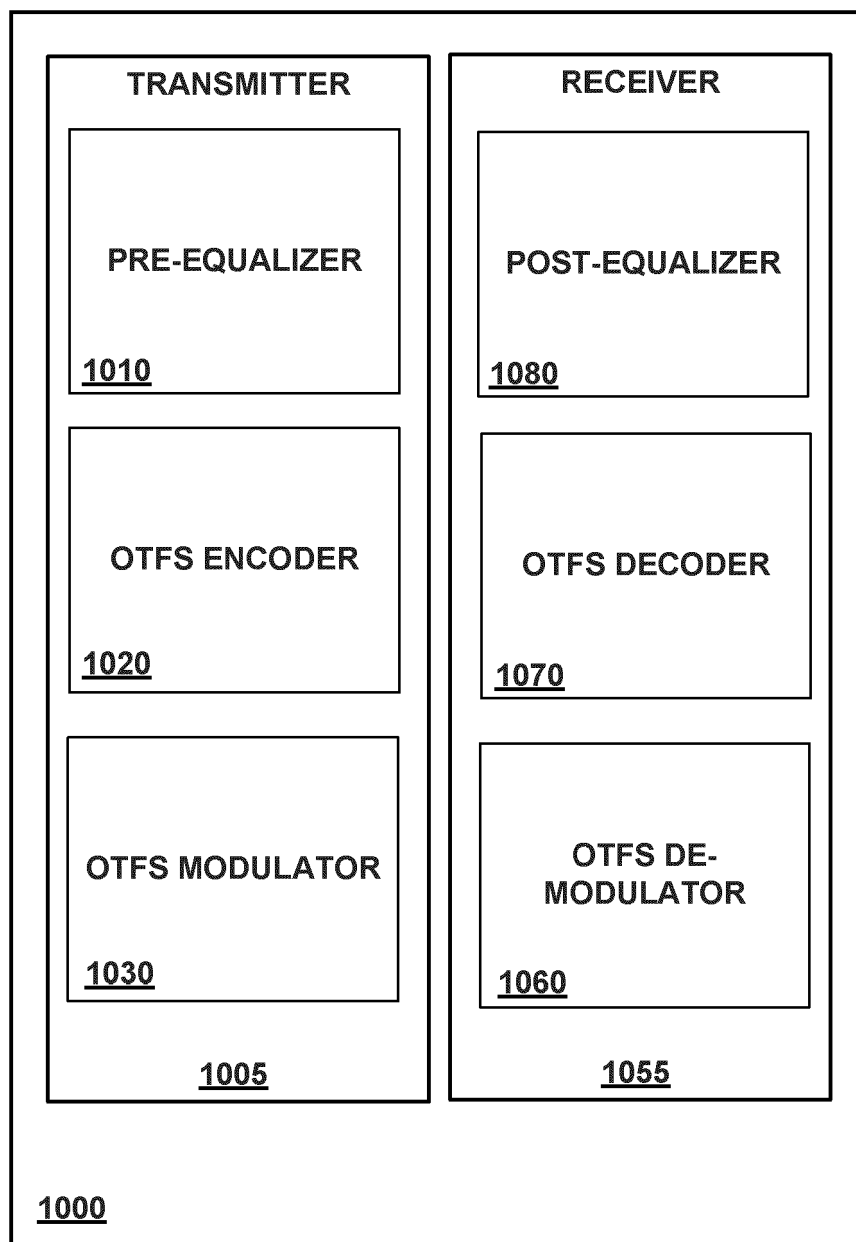 TRANSMITTER
PRE-EQUALIZER
1010
OTFS ENCODER
1020
OTFS MODULATOR
1030
1005
RECEIVER
POST-EQUALIZER
1080
OTFS DECODER
1070
OTFS DE-
MODULATOR
1060
1055
1000